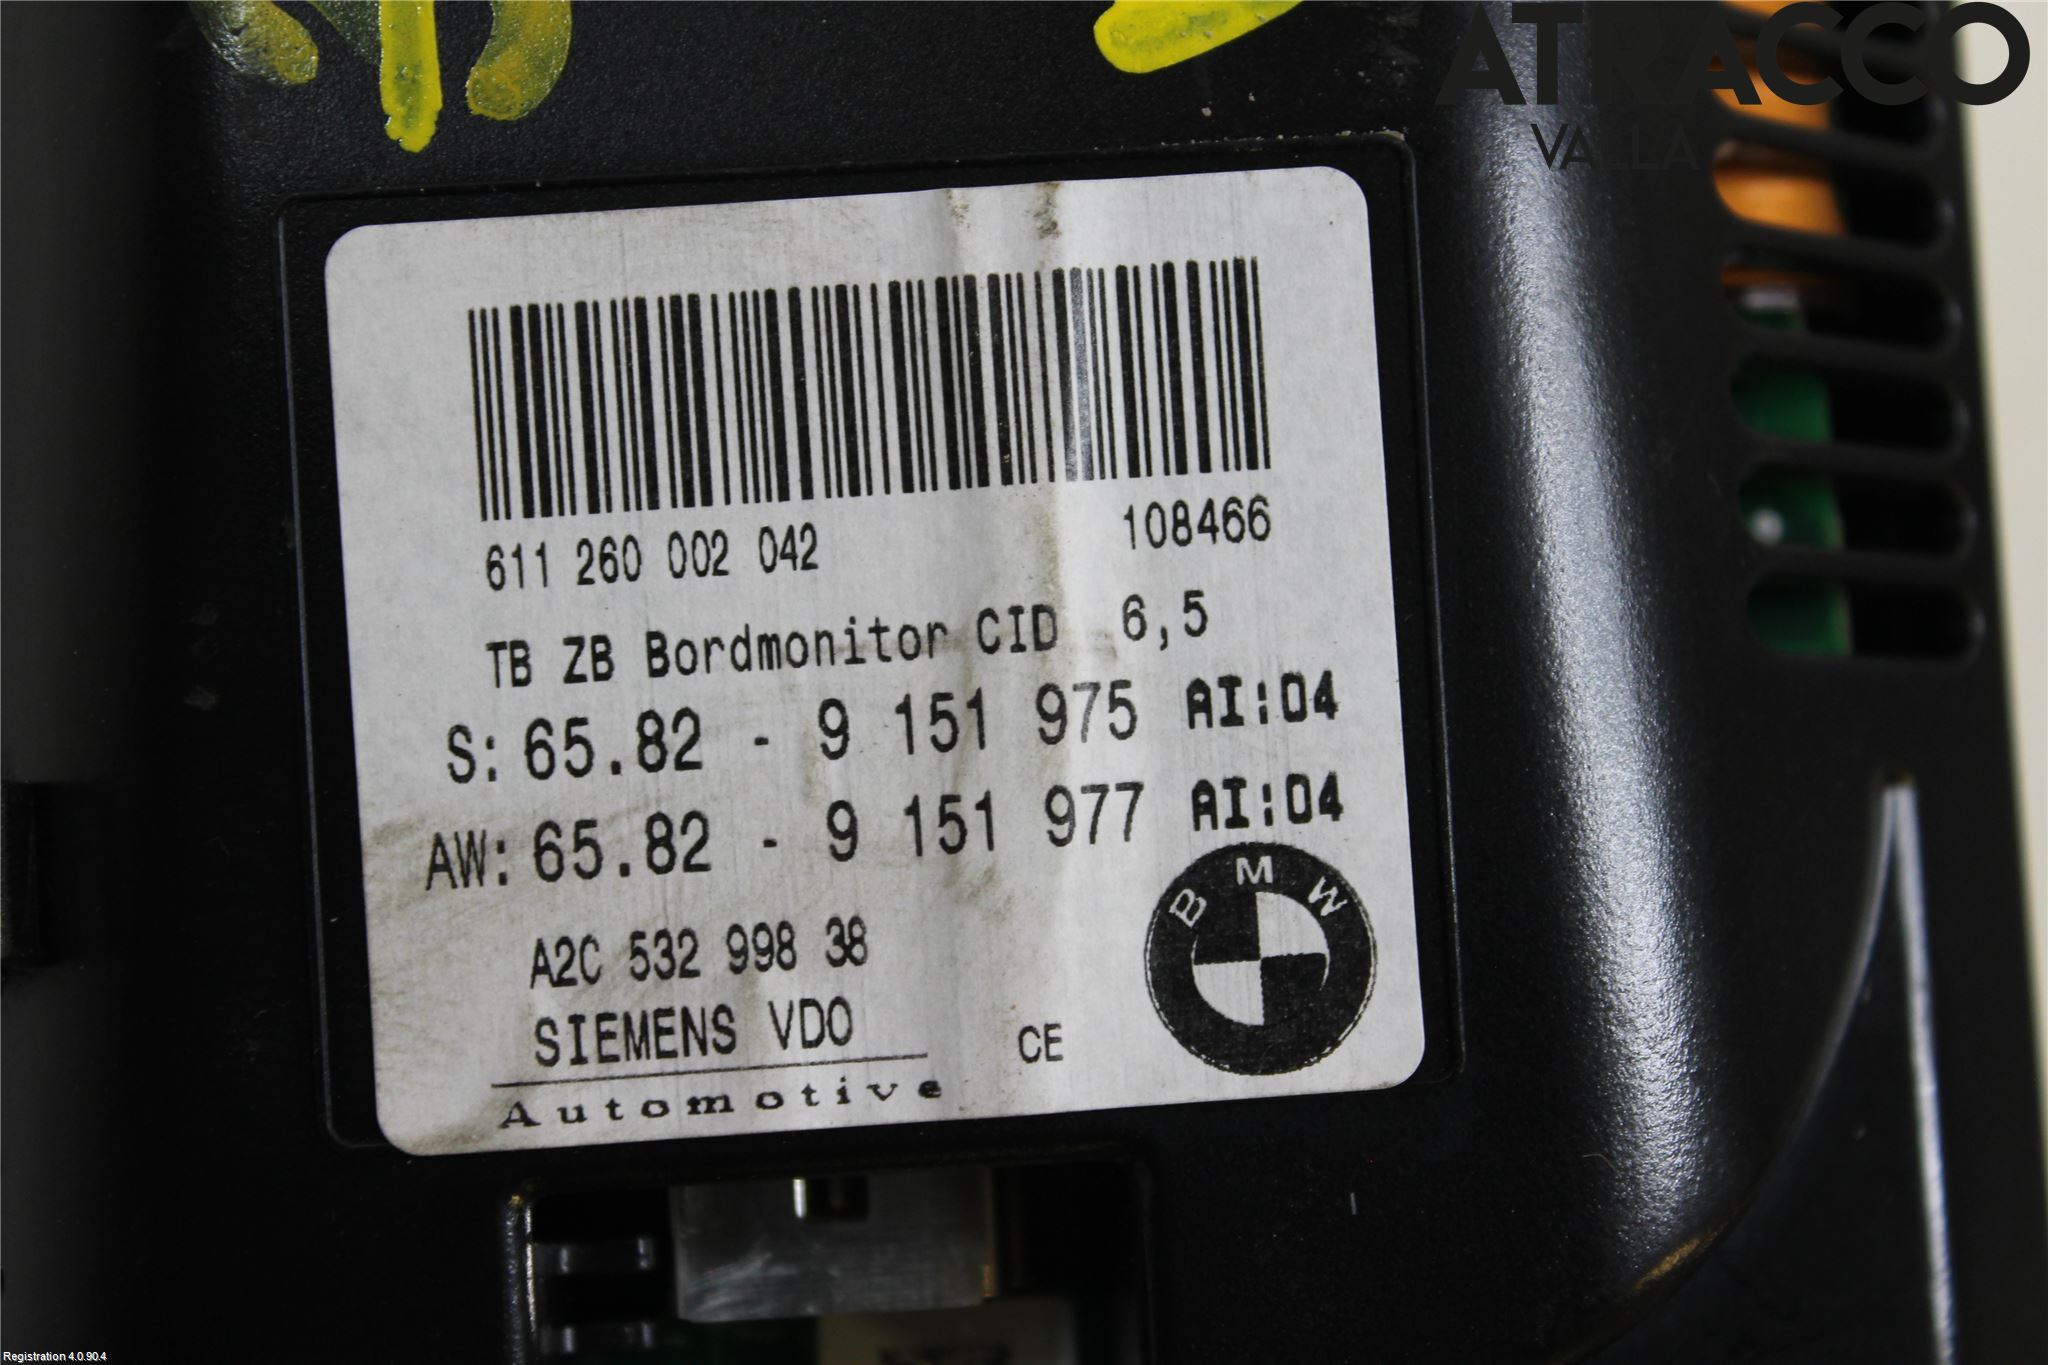 ATRACCO
VALLA
611 260 002 042 108466
TB ZB Bordmonitor CID 6,5
S: 65.82 - 9 151 975 AI:04
AW: 65.82 - 9 151 977 AI:04
BMW
A2C 532 998 38
SIEMENS VDO
CE
Automotive
Registration 4.0.90.4